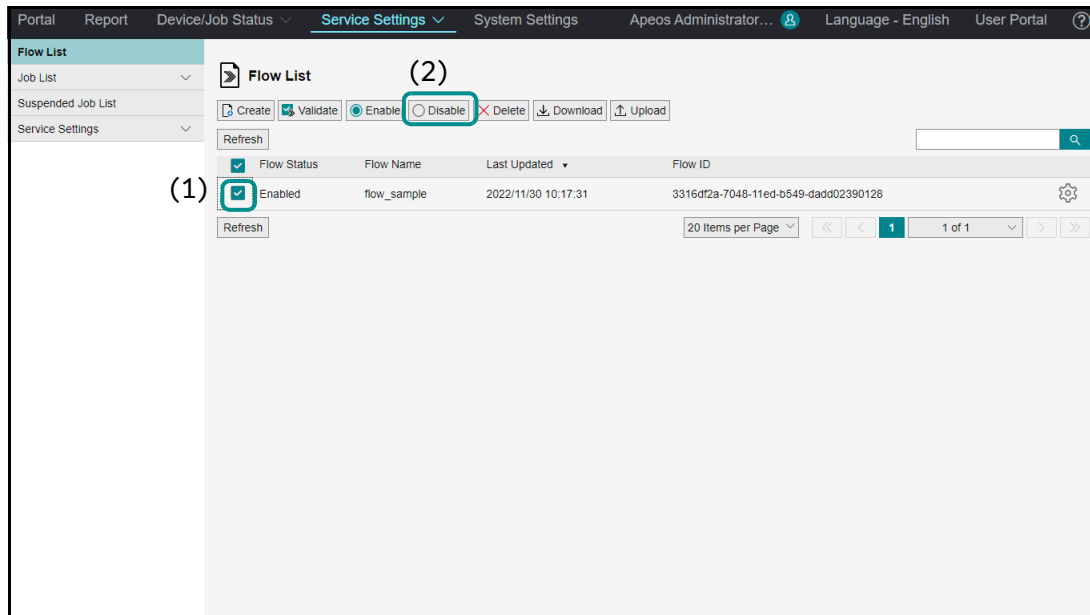 Portal Report Device/Job Status Service Settings System Settings Apeos Administrator... Language - English User Portal ?
Flow List
Job List
Suspended Job List
Service Settings
(2)
Flow List
Create Validate Enable Disable Delete Download Upload
Refresh
Flow Status Flow Name Last Updated Flow ID
(1)
Enabled flow_sample 2022/11/30 10:17:31 3316df2a-7048-11ed-b549-dadd02390128
Refresh 20 Items per Page << < 1 1 of 1 > >>